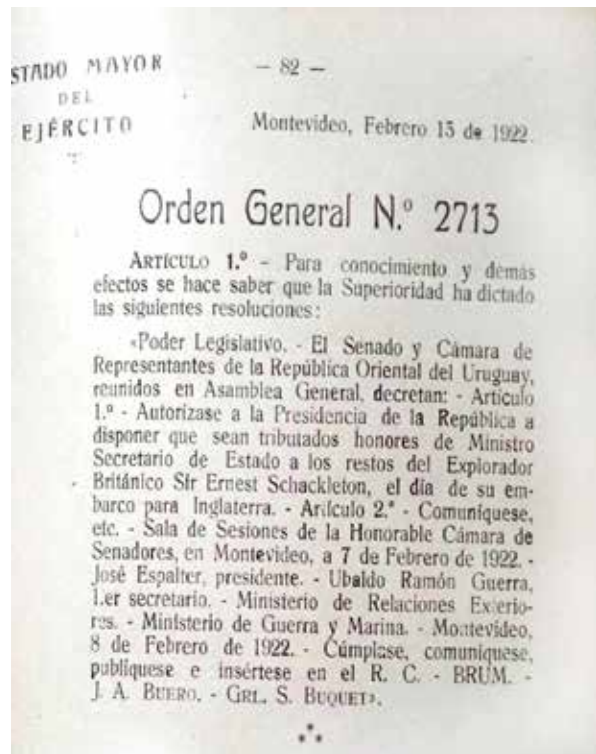 STADO MAYOR
DEL
EJÉRCITO
— 82 —
Montevideo, Febrero 13 de 1922.
Orden General N.º 2713
ARTÍCULO 1.º - Para conocimiento y demás
efectos se hace saber que la Superioridad ha dictado
las siguientes resoluciones:
«Poder Legislativo. - El Senado y Cámara de
Representantes de la República Oriental del Uruguay,
reunidos en Asamblea General, decretan: - Artículo
1.º - Autorízase a la Presidencia de la República a
disponer que sean tributados honores de Ministro
Secretario de Estado a los restos del Explorador
Británico Sir Ernest Schackleton, el día de su em-
barco para Inglaterra. - Artículo 2.º - Comuníquese,
etc. - Sala de Sesiones de la Honorable Cámara de
Senadores, en Montevideo, a 7 de Febrero de 1922. -
José Espalter, presidente. - Ubaldo Ramón Guerra,
1.er secretario. - Ministerio de Relaciones Exterio-
res. - Ministerio de Guerra y Marina. - Montevideo,
8 de Febrero de 1922. - Cúmplase, comuníquese,
publíquese e insértese en el R. C. - BRUM. -
J. A. BUERO. - GRL. S. BUQUET».